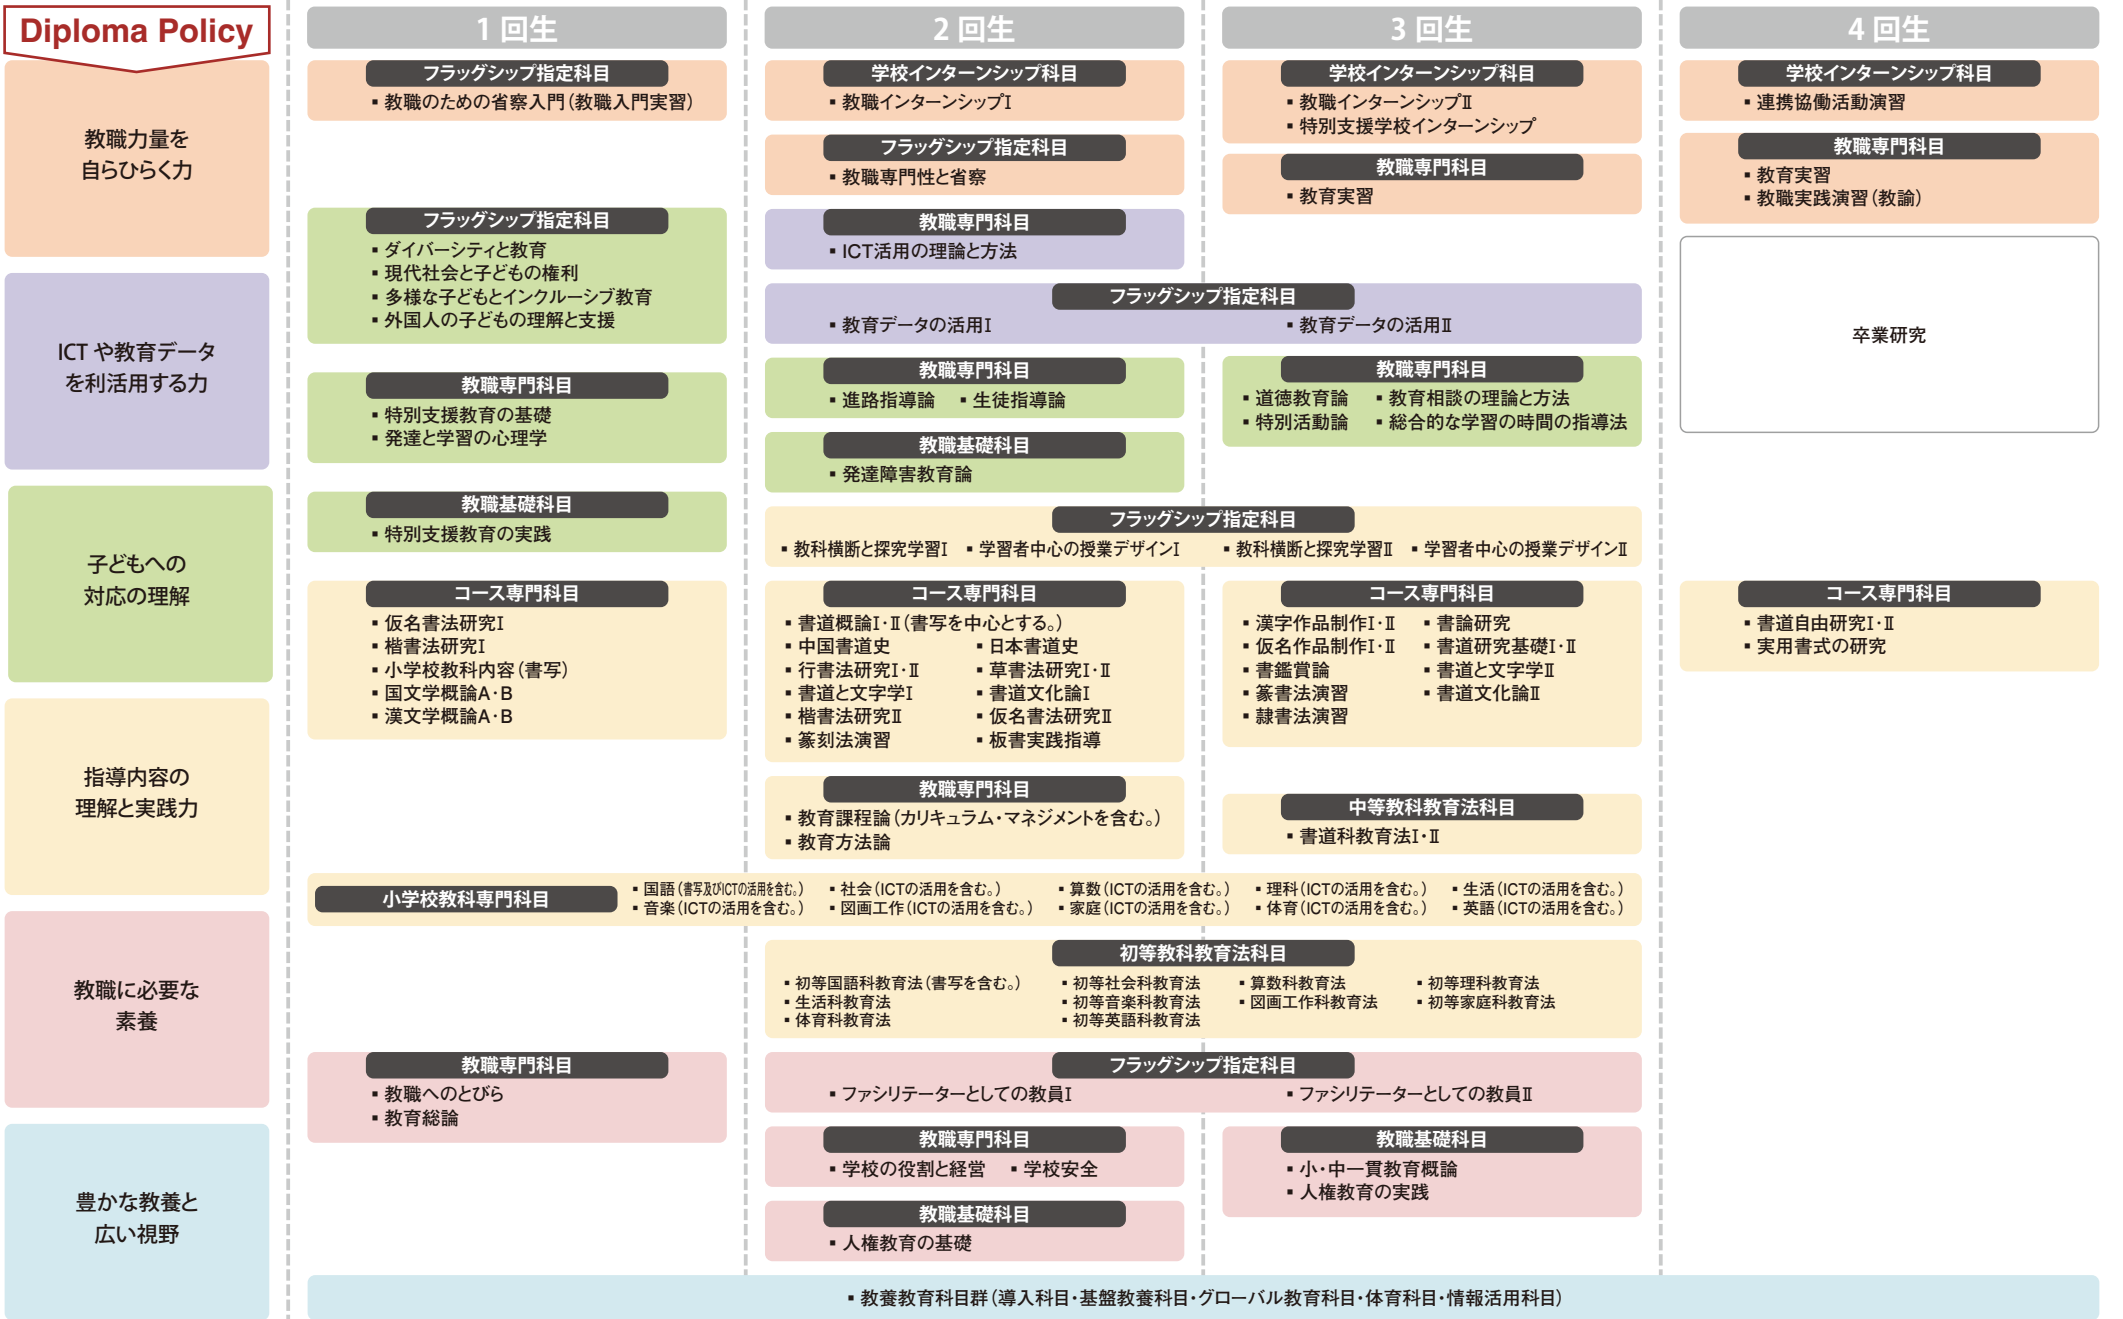 Diploma Policy
1 回生
2 回生
3 回生
4 回生
教職力量を
自らひらく力
ICT や教育データ
を利活用する力
子どもへの
対応の理解
指導内容の
理解と実践力
教職に必要な
素養
豊かな教養と
広い視野
フラッグシップ指定科目
▪ 教職のための省察入門(教職入門実習)
フラッグシップ指定科目
▪ ダイバーシティと教育
▪ 現代社会と子どもの権利
▪ 多様な子どもとインクルーシブ教育
▪ 外国人の子どもの理解と支援
教職専門科目
▪ 特別支援教育の基礎
▪ 発達と学習の心理学
教職基礎科目
▪ 特別支援教育の実践
コース専門科目
▪ 仮名書法研究Ⅰ
▪ 楷書法研究Ⅰ
▪ 小学校教科内容(書写)
▪ 国文学概論A・B
▪ 漢文学概論A・B
学校インターンシップ科目
▪ 教職インターンシップⅠ
フラッグシップ指定科目
▪ 教職専門性と省察
教職専門科目
▪ ICT活用の理論と方法
フラッグシップ指定科目
▪ 教育データの活用Ⅰ ▪ 教育データの活用Ⅱ
教職専門科目
▪ 進路指導論 ▪ 生徒指導論
教職基礎科目
▪ 発達障害教育論
フラッグシップ指定科目
▪ 教科横断と探究学習Ⅰ ▪ 学習者中心の授業デザインⅠ ▪ 教科横断と探究学習Ⅱ ▪ 学習者中心の授業デザインⅡ
コース専門科目
▪ 書道概論Ⅰ・Ⅱ(書写を中心とする。)
▪ 中国書道史 ▪ 日本書道史
▪ 行書法研究Ⅰ・Ⅱ ▪ 草書法研究Ⅰ・Ⅱ
▪ 書道と文字学Ⅰ ▪ 書道文化論Ⅰ
▪ 楷書法研究Ⅱ ▪ 仮名書法研究Ⅱ
▪ 篆刻法演習 ▪ 板書実践指導
教職専門科目
▪ 教育課程論(カリキュラム・マネジメントを含む。)
▪ 教育方法論
学校インターンシップ科目
▪ 教職インターンシップⅡ
▪ 特別支援学校インターンシップ
教職専門科目
▪ 教育実習
教職専門科目
▪ 道徳教育論 ▪ 教育相談の理論と方法
▪ 特別活動論 ▪ 総合的な学習の時間の指導法
コース専門科目
▪ 漢字作品制作Ⅰ・Ⅱ ▪ 書論研究
▪ 仮名作品制作Ⅰ・Ⅱ ▪ 書道研究基礎Ⅰ・Ⅱ
▪ 書鑑賞論 ▪ 書道と文字学Ⅱ
▪ 篆書法演習 ▪ 書道文化論Ⅱ
▪ 隷書法演習
中等教科教育法科目
▪ 書道科教育法Ⅰ・Ⅱ
学校インターンシップ科目
▪ 連携協働活動演習
教職専門科目
▪ 教育実習
▪ 教職実践演習(教諭)
卒業研究
コース専門科目
▪ 書道自由研究Ⅰ・Ⅱ
▪ 実用書式の研究
小学校教科専門科目
▪ 国語(書写及びICTの活用を含む。) ▪ 社会(ICTの活用を含む。) ▪ 算数(ICTの活用を含む。) ▪ 理科(ICTの活用を含む。) ▪ 生活(ICTの活用を含む。)
▪ 音楽(ICTの活用を含む。) ▪ 図画工作(ICTの活用を含む。) ▪ 家庭(ICTの活用を含む。) ▪ 体育(ICTの活用を含む。) ▪ 英語(ICTの活用を含む。)
初等教科教育法科目
▪ 初等国語科教育法(書写を含む。) ▪ 初等社会科教育法 ▪ 算数科教育法 ▪ 初等理科教育法
▪ 生活科教育法 ▪ 初等音楽科教育法 ▪ 図画工作科教育法 ▪ 初等家庭科教育法
▪ 体育科教育法 ▪ 初等英語科教育法
教職専門科目
▪ 教職へのとびら
▪ 教育総論
フラッグシップ指定科目
▪ ファシリテーターとしての教員Ⅰ ▪ ファシリテーターとしての教員Ⅱ
教職専門科目
▪ 学校の役割と経営 ▪ 学校安全
教職基礎科目
▪ 人権教育の基礎
教職基礎科目
▪ 小・中一貫教育概論
▪ 人権教育の実践
▪ 教養教育科目群(導入科目・基盤教養科目・グローバル教育科目・体育科目・情報活用科目)